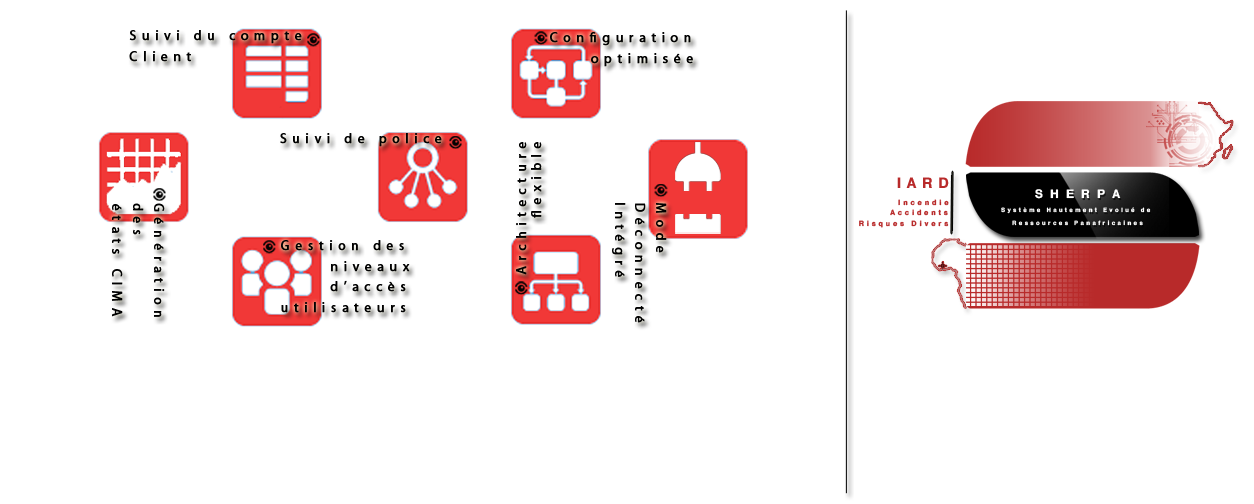 Suivi du compte
Client
Configuration
optimisée
Suivi de police
Génération
des
états CIMA
Gestion des
niveaux
d'accès
utilisateurs
Architecture
flexible
Mode
Déconnecté
Intégré
IARD
Incendie
Accidents
Risques Divers
SHERPA
Système Hautement Evolué de
Ressources Panafricaines